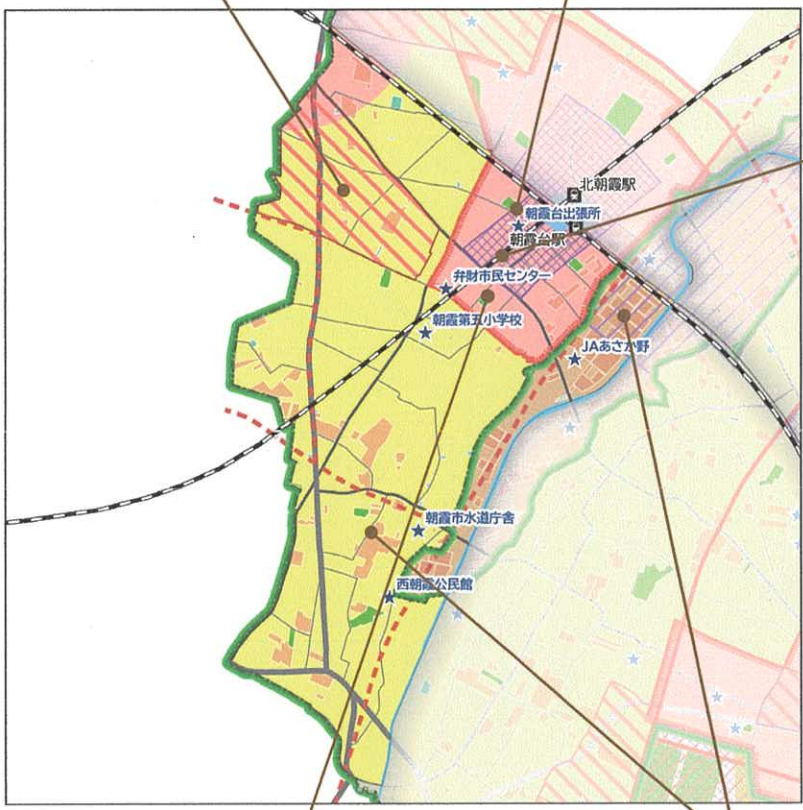 北朝霞駅
朝霞台出張所
朝霞台駅
弁財市民センター
朝霞第五小学校
JAあさか野
朝霞市水道庁舎
西朝霞公民館